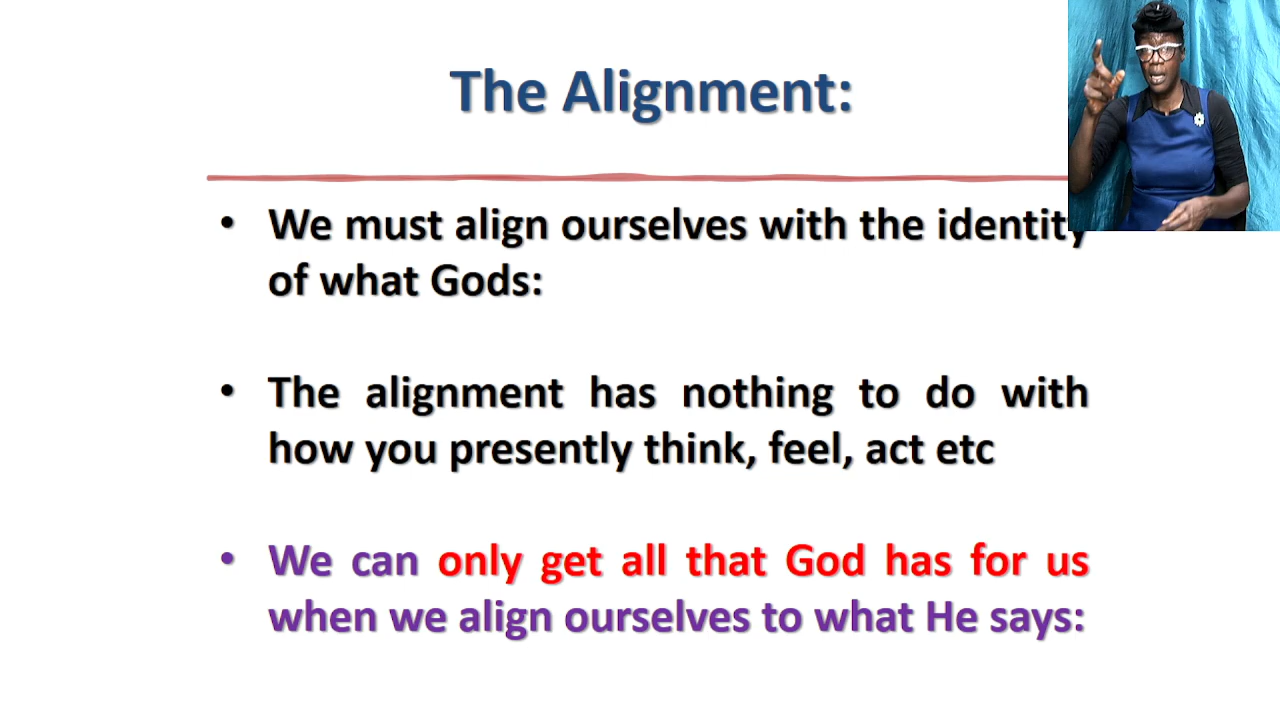 The Alignment:
• We must align ourselves with the identity
of what Gods:
• The alignment has nothing to do with
how you presently think, feel, act etc
• We can only get all that God has for us
when we align ourselves to what He says: